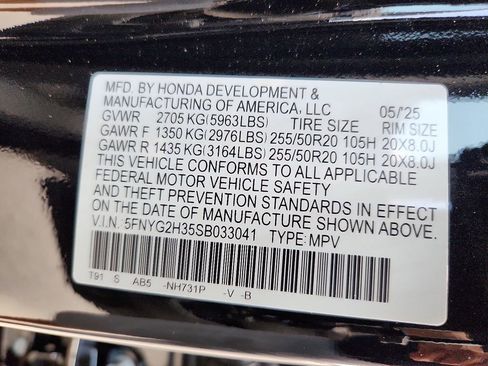 MFD. BY HONDA DEVELOPMENT &
MANUFACTURING OF AMERICA, LLC 05/'25
GVWR 2705 KG(5963LBS) TIRE SIZE RIM SIZE
GAWR F 1350 KG(2976LBS) 255/50R20 105H 20X8.0J
GAWR R 1435 KG(3164LBS) 255/50R20 105H 20X8.0J
THIS VEHICLE CONFORMS TO ALL APPLICABLE
FEDERAL MOTOR VEHICLE SAFETY
AND THEFT PREVENTION STANDARDS IN EFFECT
ON THE DATE OF MANUFACTURE SHOWN ABOVE.
V.I.N.:5FNYG2H35SB033041 TYPE:MPV
T91 S AB5 -NH731P -V -B